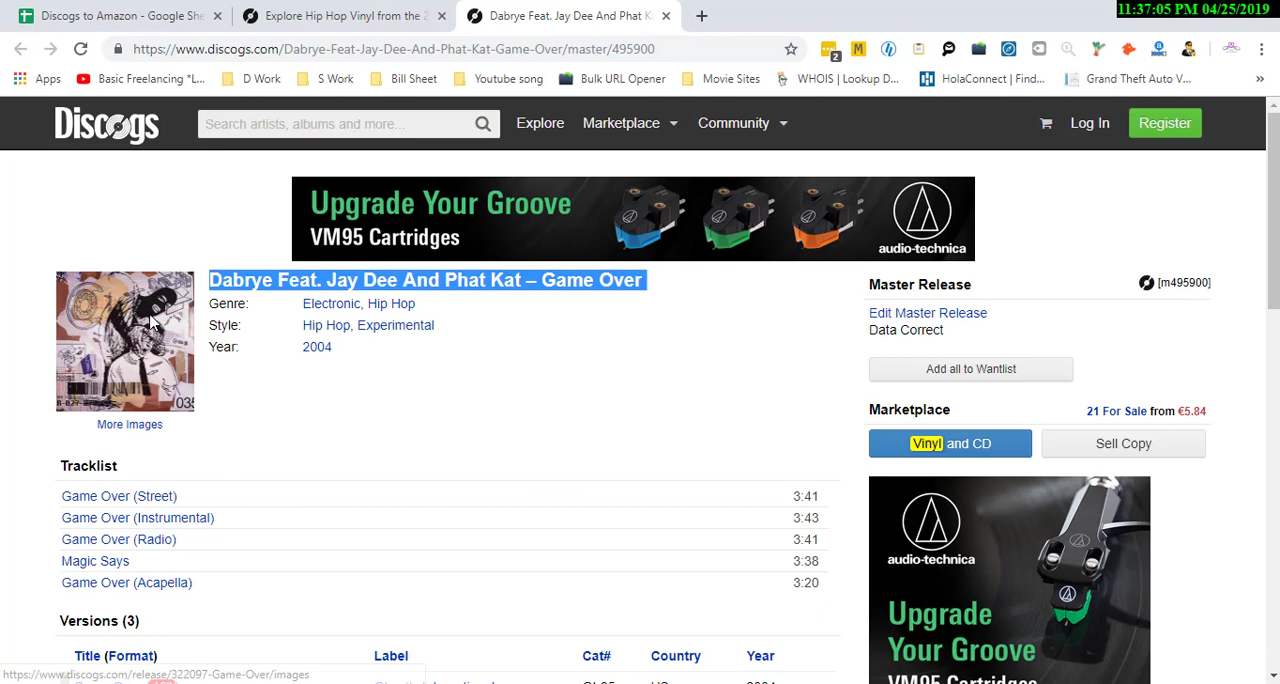 11:37:05 PM 04/25/2019
Discogs to Amazon - Google She
Explore Hip Hop Vinyl from the 2
Dabrye Feat. Jay Dee And Phat K
https://www.discogs.com/Dabrye-Feat-Jay-Dee-And-Phat-Kat-Game-Over/master/495900
2
Apps
Basic Freelancing *L...
D Work
S Work
Bill Sheet
Youtube song
Bulk URL Opener
More Sites
WHOIS | Lookup D...
HolaConnect | Find...
Grand Theft Auto V...
»
Discogs
Search artists, albums and more...
Explore
Marketplace
Community
Log In
Register
Upgrade Your Groove
VM95 Cartridges
audio-technica
Dabrye Feat. Jay Dee And Phat Kat – Game Over
Genre: Electronic, Hip Hop
Style: Hip Hop, Experimental
Year: 2004
More Images
Master Release
[m495900]
Edit Master Release
Data Correct
Add all to Wantlist
Marketplace
21 For Sale from €5.84
Vinyl and CD
Sell Copy
Tracklist
Game Over (Street) 3:41
Game Over (Instrumental) 3:43
Game Over (Radio) 3:41
Magic Says 3:38
Game Over (Acapella) 3:20
Versions (3)
Title (Format) Label Cat# Country Year
audio-technica
Upgrade
Your Groove
VM95 Cartridges
https://www.discogs.com/release/322097-Game-Over/images